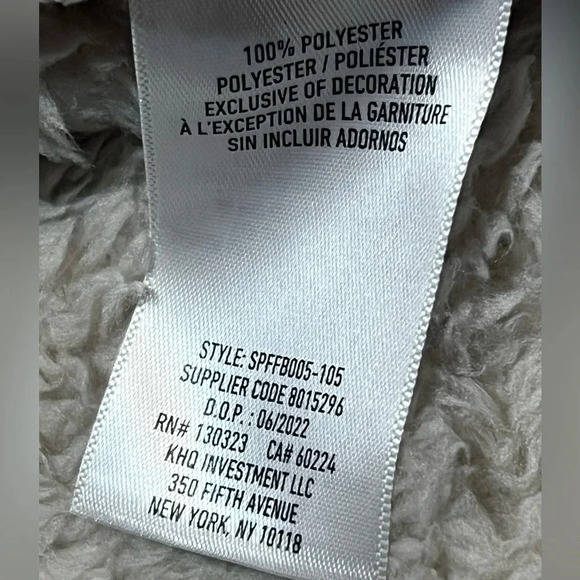 100% POLYESTER
POLYESTER / POLIÉSTER
EXCLUSIVE OF DECORATION
À L'EXCEPTION DE LA GARNITURE
SIN INCLUIR ADORNOS
STYLE: SPFFB005-105
SUPPLIER CODE 8015296
D.O.P.: 06/2022
RN# 130323 CA# 60224
KHQ INVESTMENT LLC
350 FIFTH AVENUE
NEW YORK, NY 10118